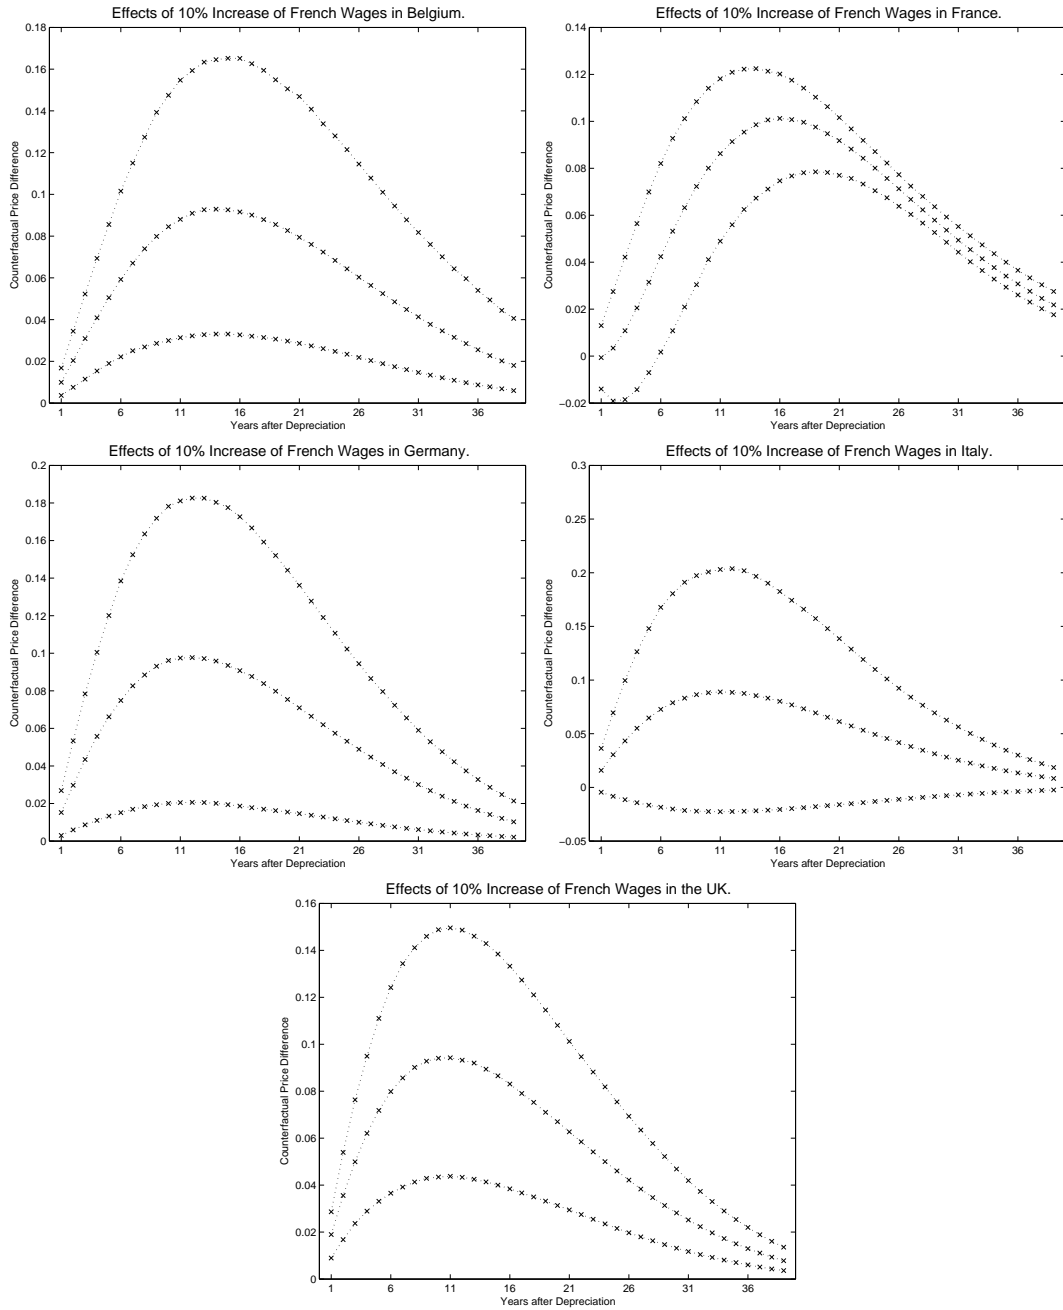 Effects of 10% Increase of French Wages in Belgium.
0.18
0.16
0.14
0.12
0.1
0.08
0.06
0.04
0.02
0
Counterfactual Price Difference
1 6 11 16 21 26 31 36
Years after Depreciation
Effects of 10% Increase of French Wages in France.
0.14
0.12
0.1
0.08
0.06
0.04
0.02
0
−0.02
Counterfactual Price Difference
1 6 11 16 21 26 31 36
Years after Depreciation
Effects of 10% Increase of French Wages in Germany.
0.2
0.18
0.16
0.14
0.12
0.1
0.08
0.06
0.04
0.02
0
Counterfactual Price Difference
1 6 11 16 21 26 31 36
Years after Depreciation
Effects of 10% Increase of French Wages in Italy.
0.3
0.25
0.2
0.15
0.1
0.05
0
−0.05
Counterfactual Price Difference
1 6 11 16 21 26 31 36
Years after Depreciation
Effects of 10% Increase of French Wages in the UK.
0.16
0.14
0.12
0.1
0.08
0.06
0.04
0.02
0
Counterfactual Price Difference
1 6 11 16 21 26 31 36
Years after Depreciation